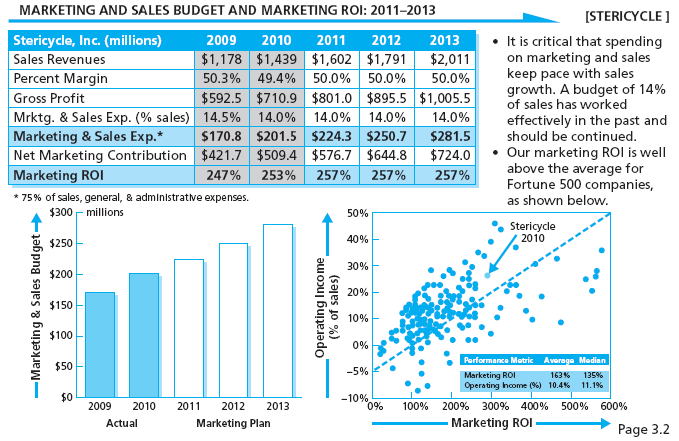 MARKETING AND SALES BUDGET AND MARKETING ROI: 2011–2013
[STERICYCLE ]
Stericycle, Inc. (millions) 2009 2010 2011 2012 2013
Sales Revenues $1,178 $1,439 $1,602 $1,791 $2,011
Percent Margin 50.3% 49.4% 50.0% 50.0% 50.0%
Gross Profit $592.5 $710.9 $801.0 $895.5 $1,005.5
Mrktg. & Sales Exp. (% sales) 14.5% 14.0% 14.0% 14.0% 14.0%
Marketing & Sales Exp.* $170.8 $201.5 $224.3 $250.7 $281.5
Net Marketing Contribution $421.7 $509.4 $576.7 $644.8 $724.0
Marketing ROI 247% 253% 257% 257% 257%
* 75% of sales, general, & administrative expenses.
• It is critical that spending
on marketing and sales
keep pace with sales
growth. A budget of 14%
of sales has worked
effectively in the past and
should be continued.
• Our marketing ROI is well
above the average for
Fortune 500 companies,
as shown below.
Marketing & Sales Budget
$300
millions
$250
$200
$150
$100
$50
$0
2009 2010 2011 2012 2013
Actual Marketing Plan
Operating Income
(% of sales)
50%
40%
30%
20%
10%
0%
–5%
–10%
Stericycle
2010
Performance Metric Average Median
Marketing ROI 163% 135%
Operating Income (%) 10.4% 11.1%
0% 100% 200% 300% 400% 500% 600%
Marketing ROI
Page 3.2